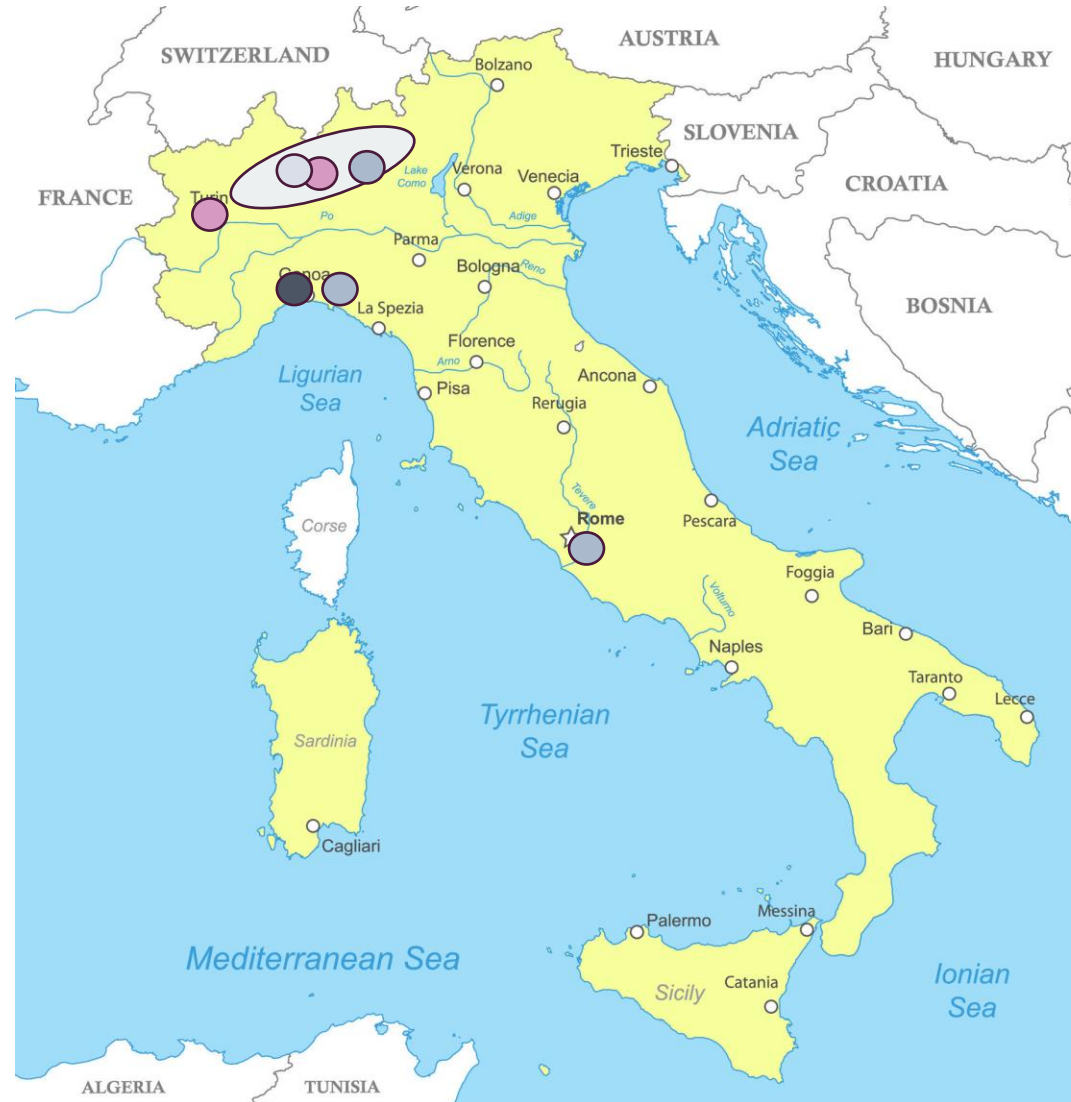 AUSTRIA
SWITZERLAND
HUNGARY
Bolzano
SLOVENIA
Trieste
Lake
Como
Verona
Venecia
CROATIA
FRANCE
Turin
Po
Adige
Parma
Bologna
Reno
Genoa
La Spezia
BOSNIA
Florence
Arno
Ligurian
Sea
Pisa
Ancona
Rerugia
Adriatic
Sea
Tevere
Corse
Rome
Pescara
Foggia
Volturno
Bari
Naples
Taranto
Lecce
Tyrrhenian
Sea
Sardinia
Cagliari
Messina
Palermo
Mediterranean Sea
Catania
Sicily
Ionian
Sea
ALGERIA
TUNISIA